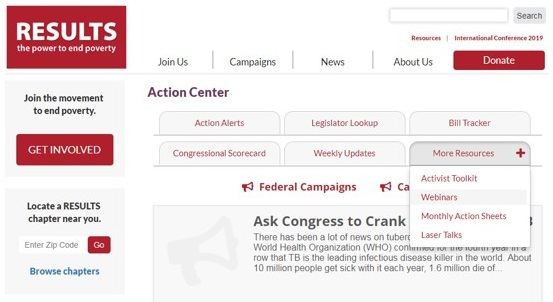 RESULTS
the power to end poverty
Search
Resources | International Conference 2019
Join Us
Campaigns
News
About Us
Donate
Join the movement
to end poverty.
GET INVOLVED
Locate a RESULTS
chapter near you.
Enter Zip Code
Go
Browse chapters
Action Center
Action Alerts
Legislator Lookup
Bill Tracker
Congressional Scorecard
Weekly Updates
More Resources +
Activist Toolkit
Webinars
Monthly Action Sheets
Laser Talks
Federal Campaigns
Ca
Ask Congress to Crank
There has been a lot of news on
World Health Organization (WHO) confirmed for the fourth year in a
row that TB is the leading infectious disease killer in the world. About
10 million people get sick with it each year, 1.6 million die of...